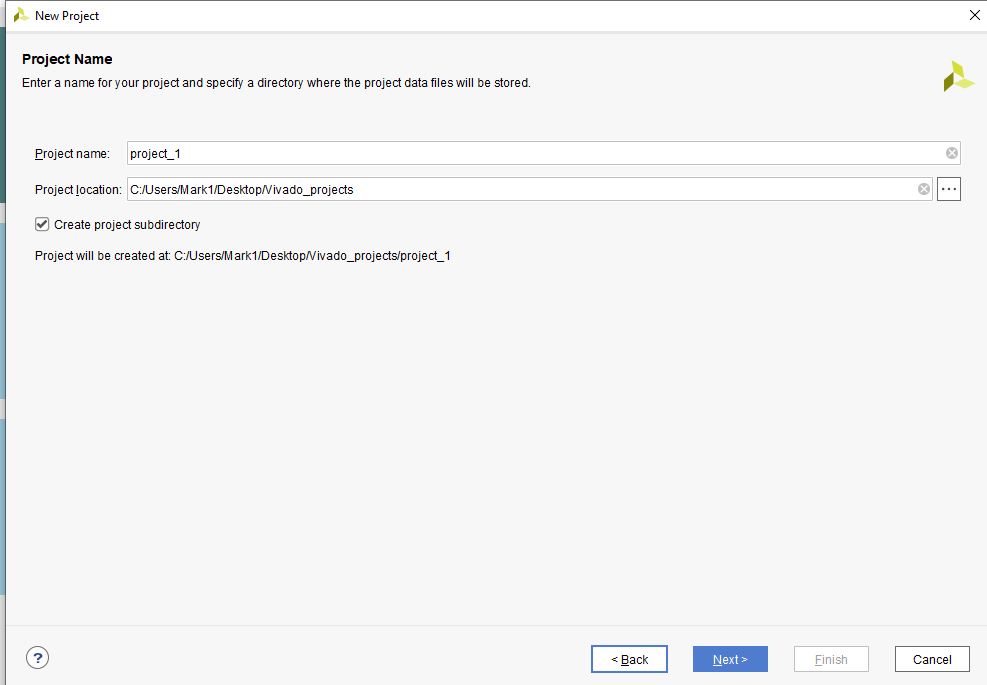 New Project
Project Name
Enter a name for your project and specify a directory where the project data files will be stored.
Project name: project_1
Project location: C:/Users/Mark1/Desktop/Vivado_projects ...
Create project subdirectory
Project will be created at: C:/Users/Mark1/Desktop/Vivado_projects/project_1
? < Back Next > Finish Cancel